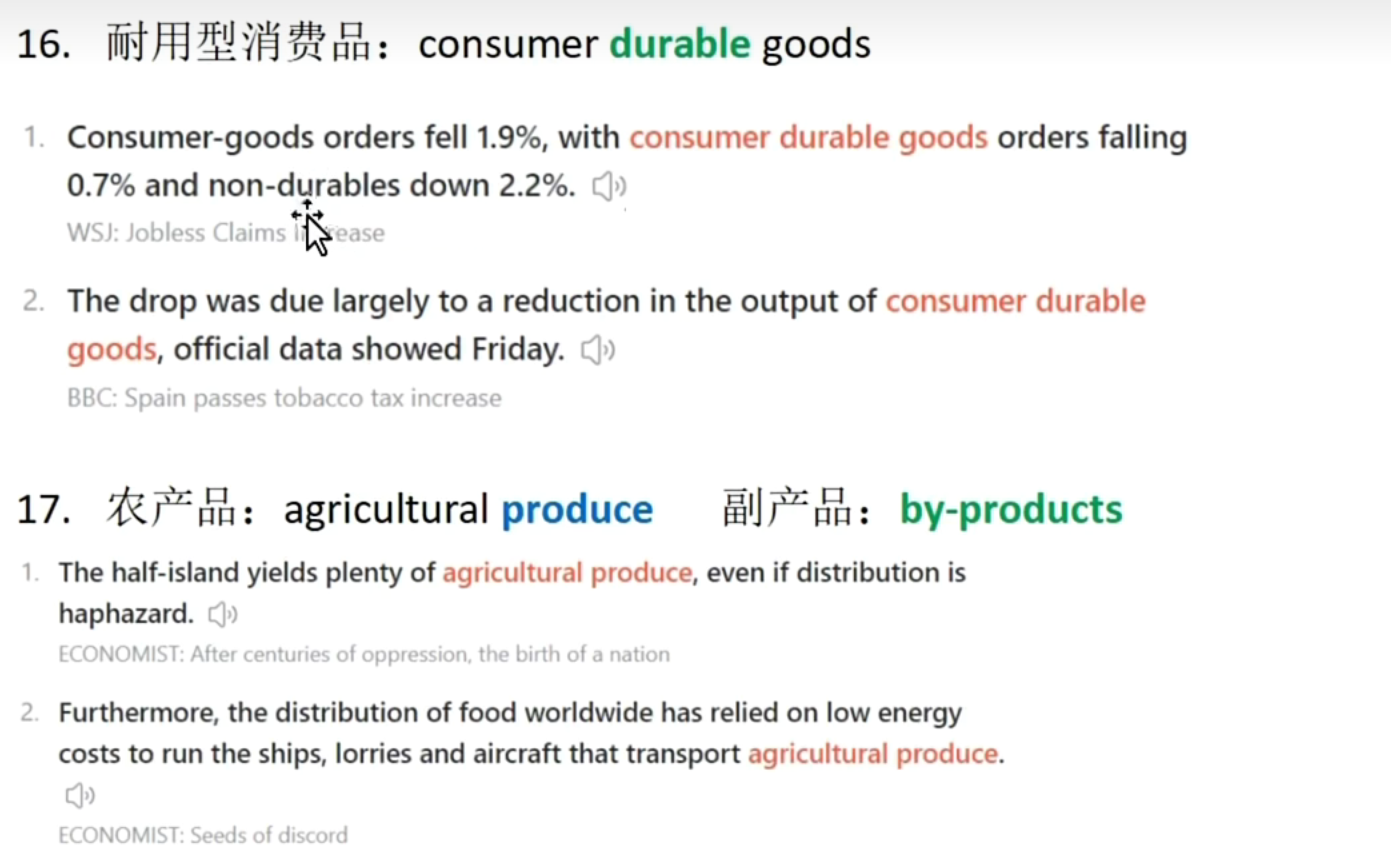 16. 耐用型消费品：consumer durable goods
1. Consumer-goods orders fell 1.9%, with consumer durable goods orders falling
0.7% and non-durables down 2.2%.
WSJ: Jobless Claims Increase
2. The drop was due largely to a reduction in the output of consumer durable
goods, official data showed Friday.
BBC: Spain passes tobacco tax increase
17. 农产品：agricultural produce 副产品：by-products
1. The half-island yields plenty of agricultural produce, even if distribution is
haphazard.
ECONOMIST: After centuries of oppression, the birth of a nation
2. Furthermore, the distribution of food worldwide has relied on low energy
costs to run the ships, lorries and aircraft that transport agricultural produce.
ECONOMIST: Seeds of discord